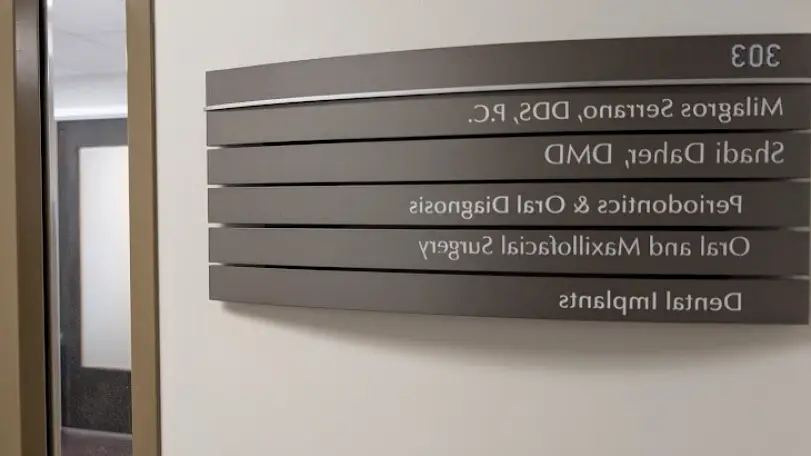 303
Milagros Serrano, DDS, P.C.
Shadi Daher, DMD
Periodontics & Oral Diagnosis
Oral and Maxillofacial Surgery
Dental Implants